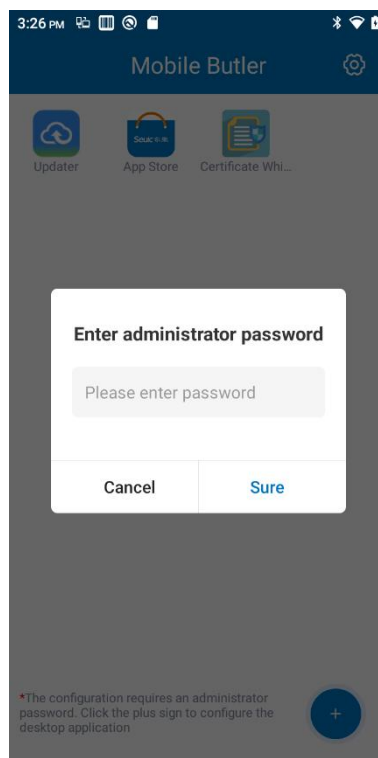 3:26 PM
Mobile Butler
Seuic
Updater
App Store
Certificate Whi...
Enter administrator password
Please enter password
Cancel
Sure
*The configuration requires an administrator
password. Click the plus sign to configure the
desktop application
+